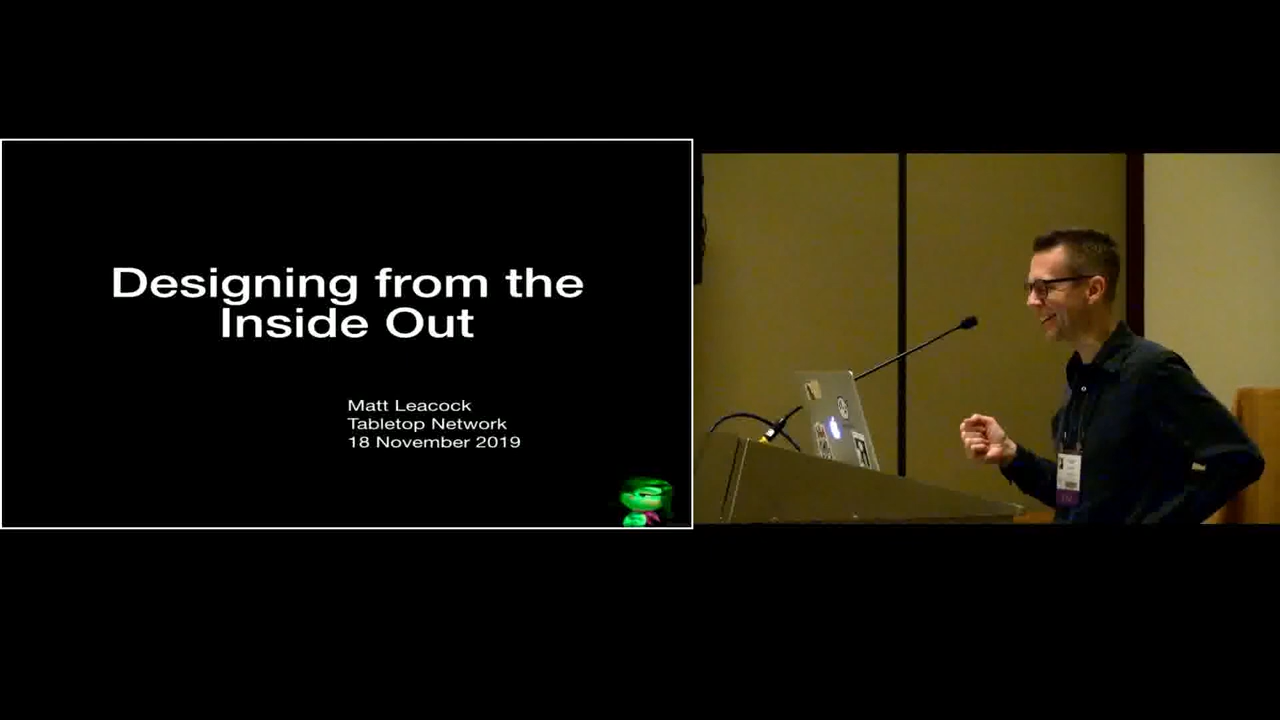 Designing from the
Inside Out
Matt Leacock
Tabletop Network
18 November 2019